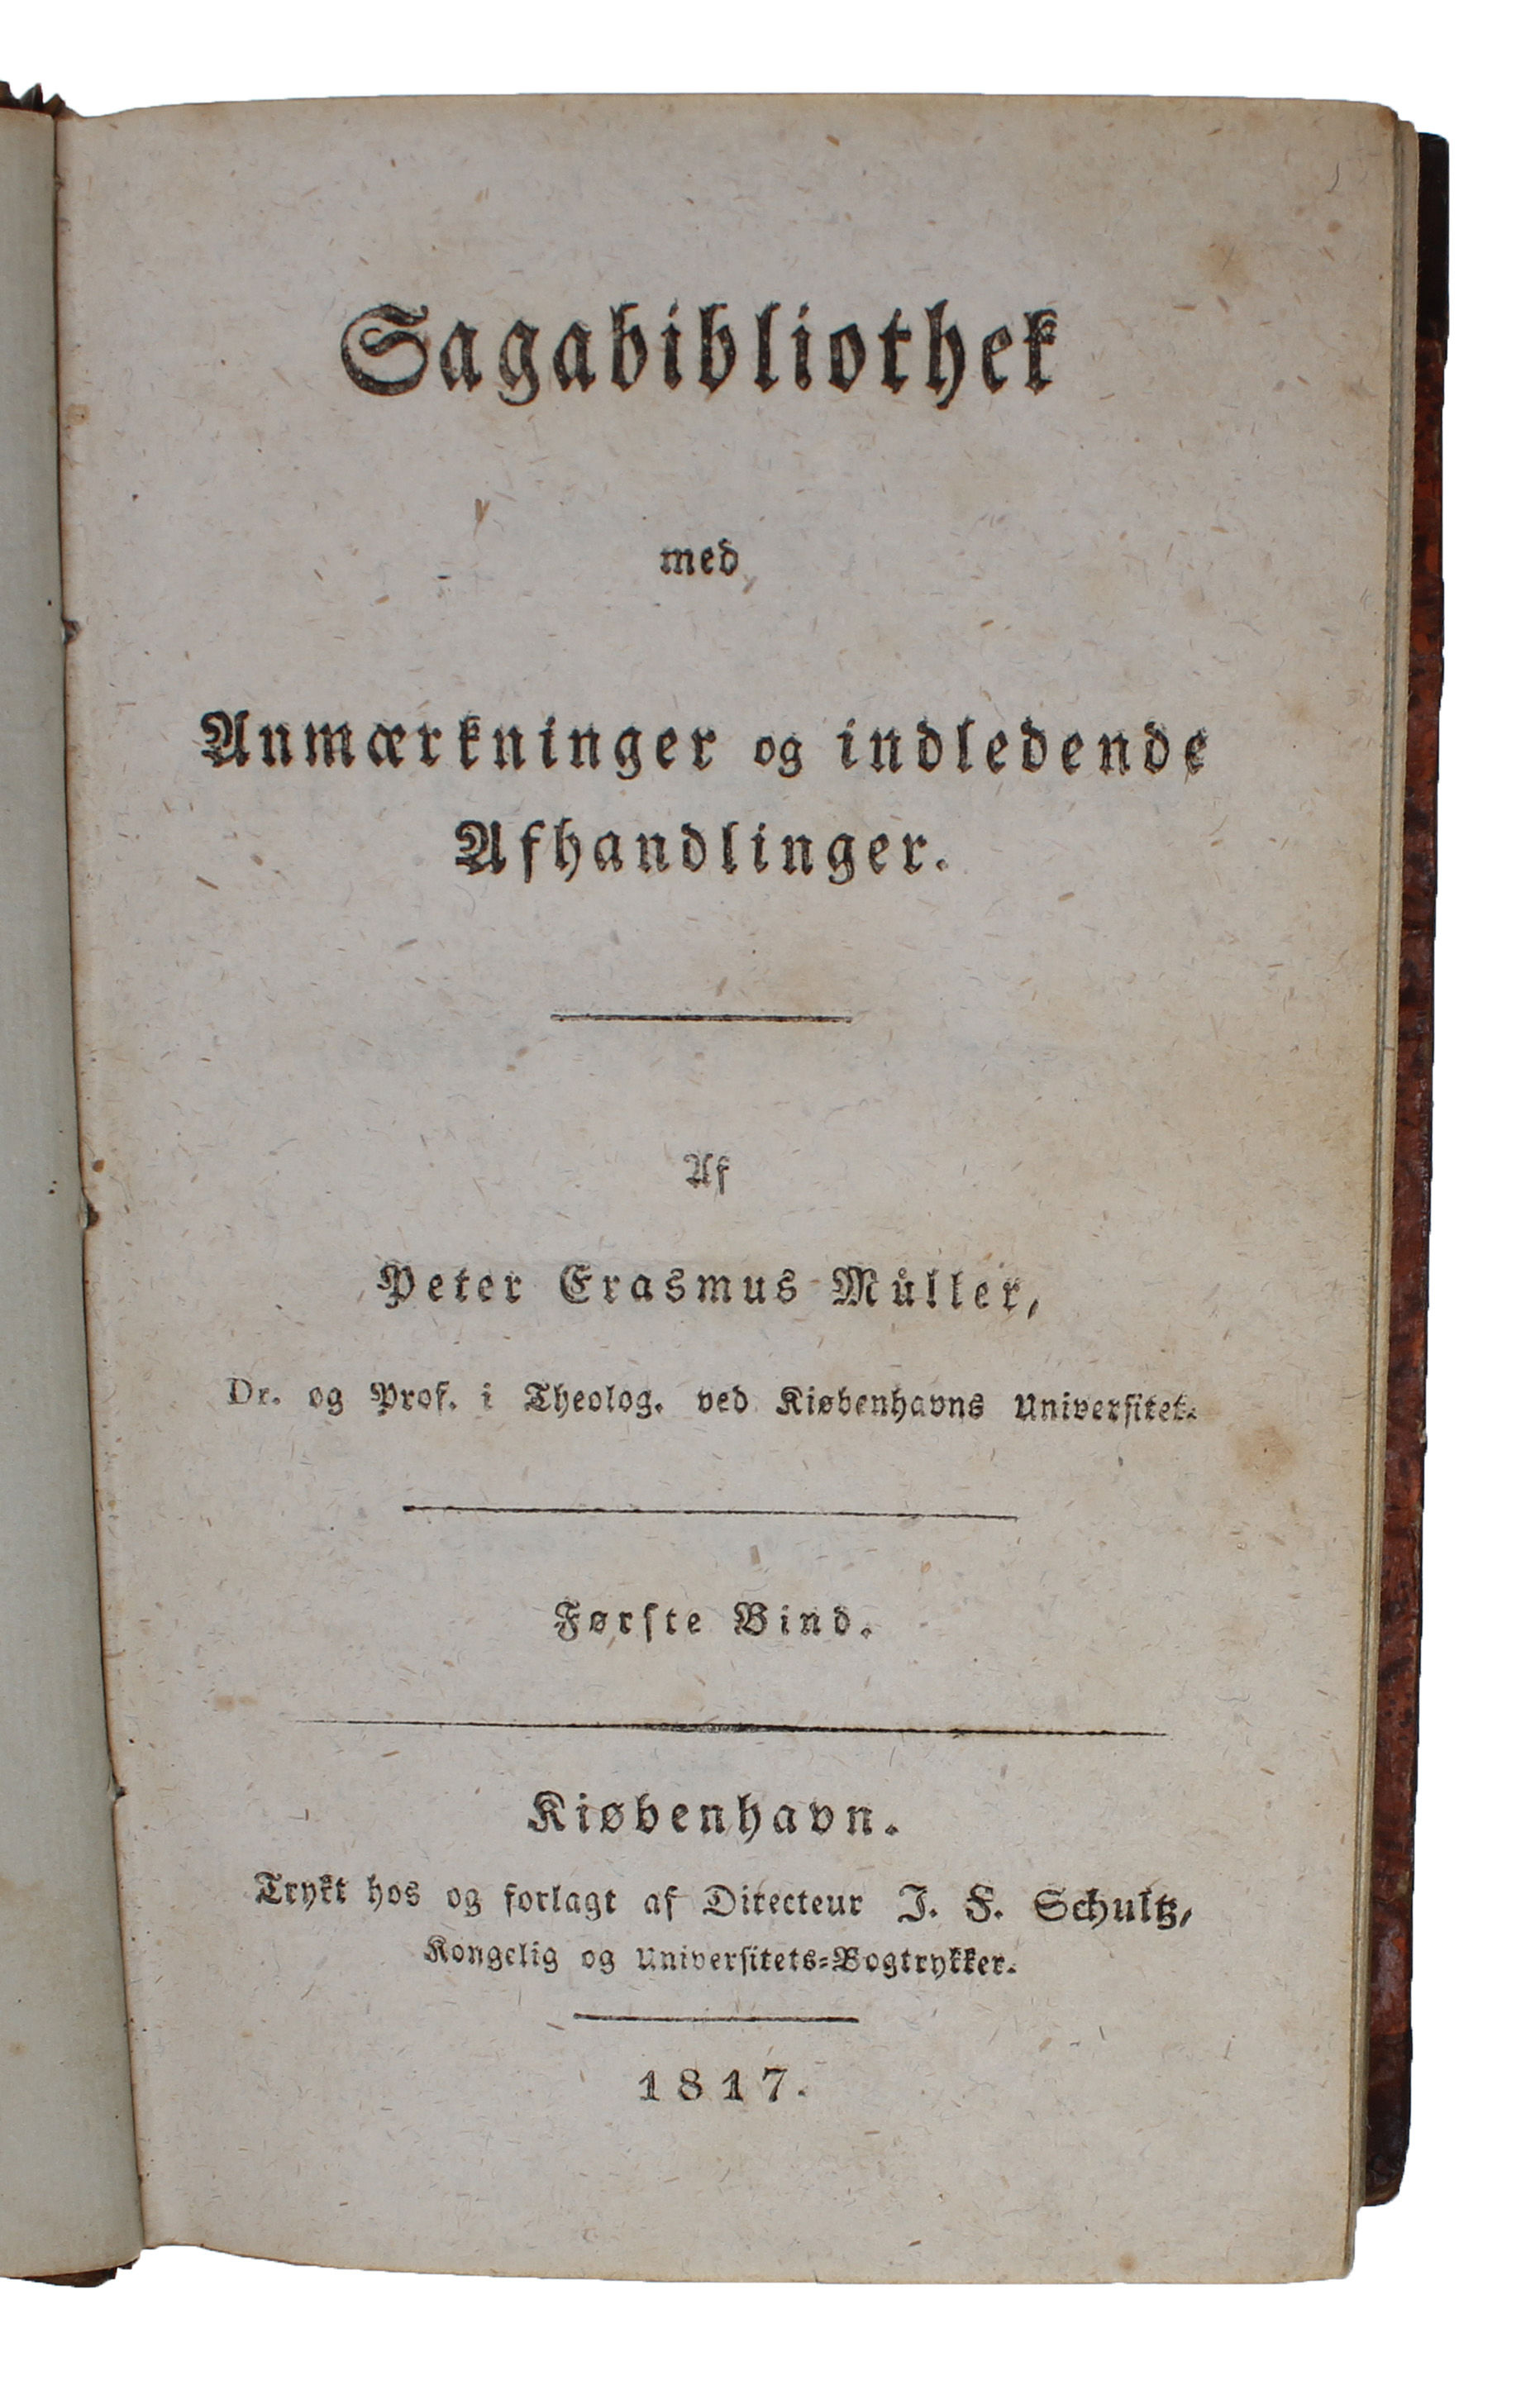 Sagabibliothek
med
Anmærkninger og indledende
Afhandlinger.
Af
Peter Erasmus Müller,
Dr. og Prof. i Theolog. ved Kiøbenhavns Universitet.
Første Bind.
Kiøbenhavn.
Trykt hos og forlagt af Directeur J. F. Schultz,
Kongelig og Universitets-Bogtrykker.
1817.